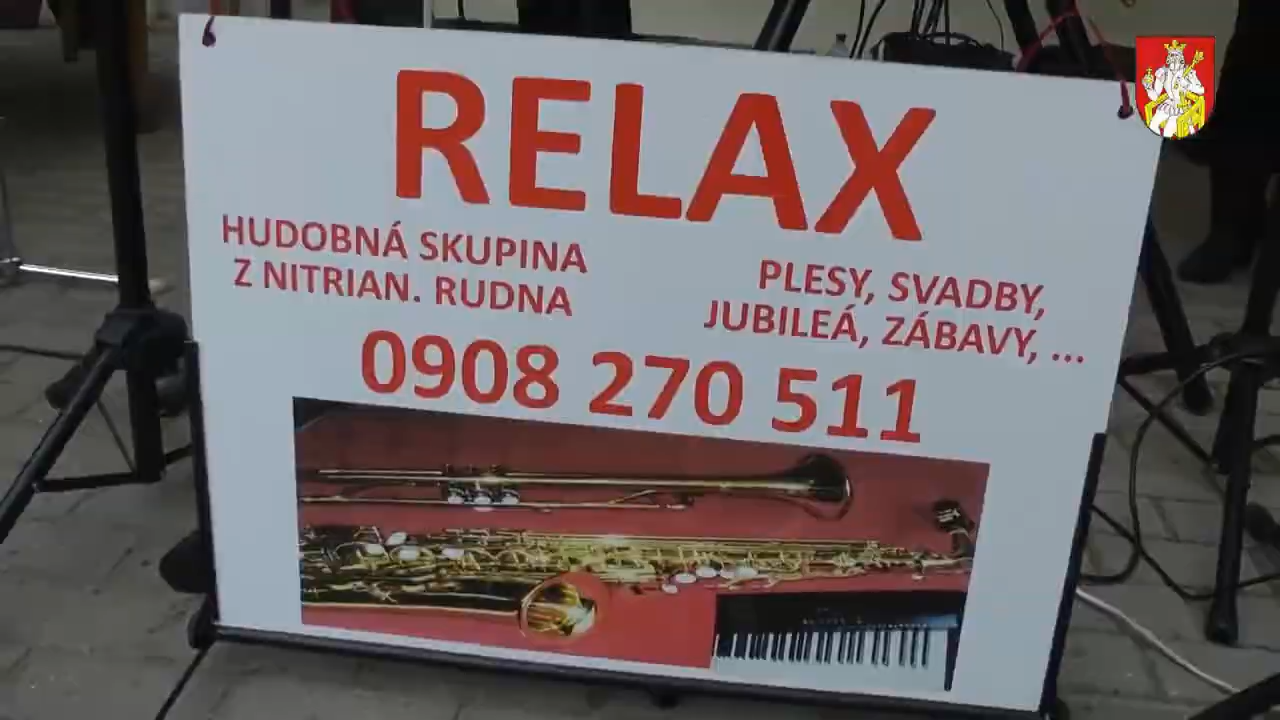 RELAX
HUDOBNÁ SKUPINA
Z NITRIAN. RUDNA
PLESY, SVADBY,
JUBILEÁ, ZÁBAVY, ...
0908 270 511